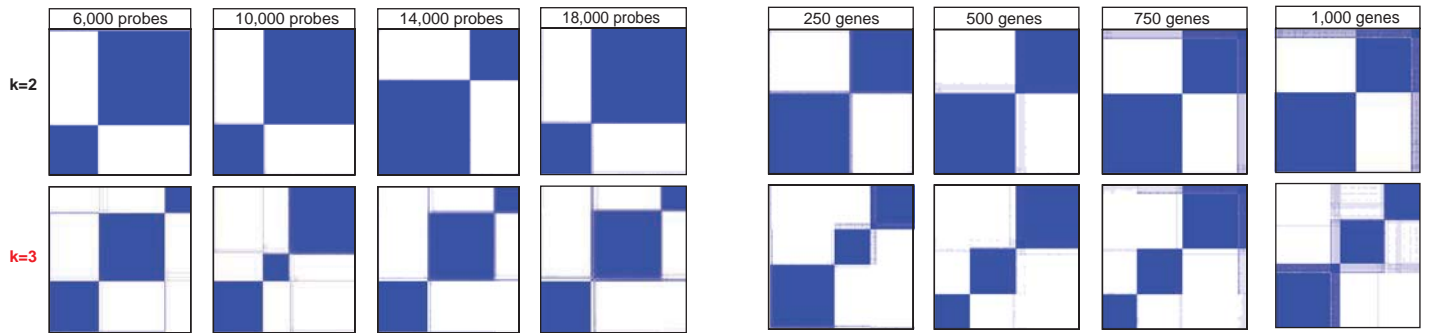 6,000 probes 10,000 probes 14,000 probes 18,000 probes 250 genes 500 genes 750 genes 1,000 genes
k=2
k=3